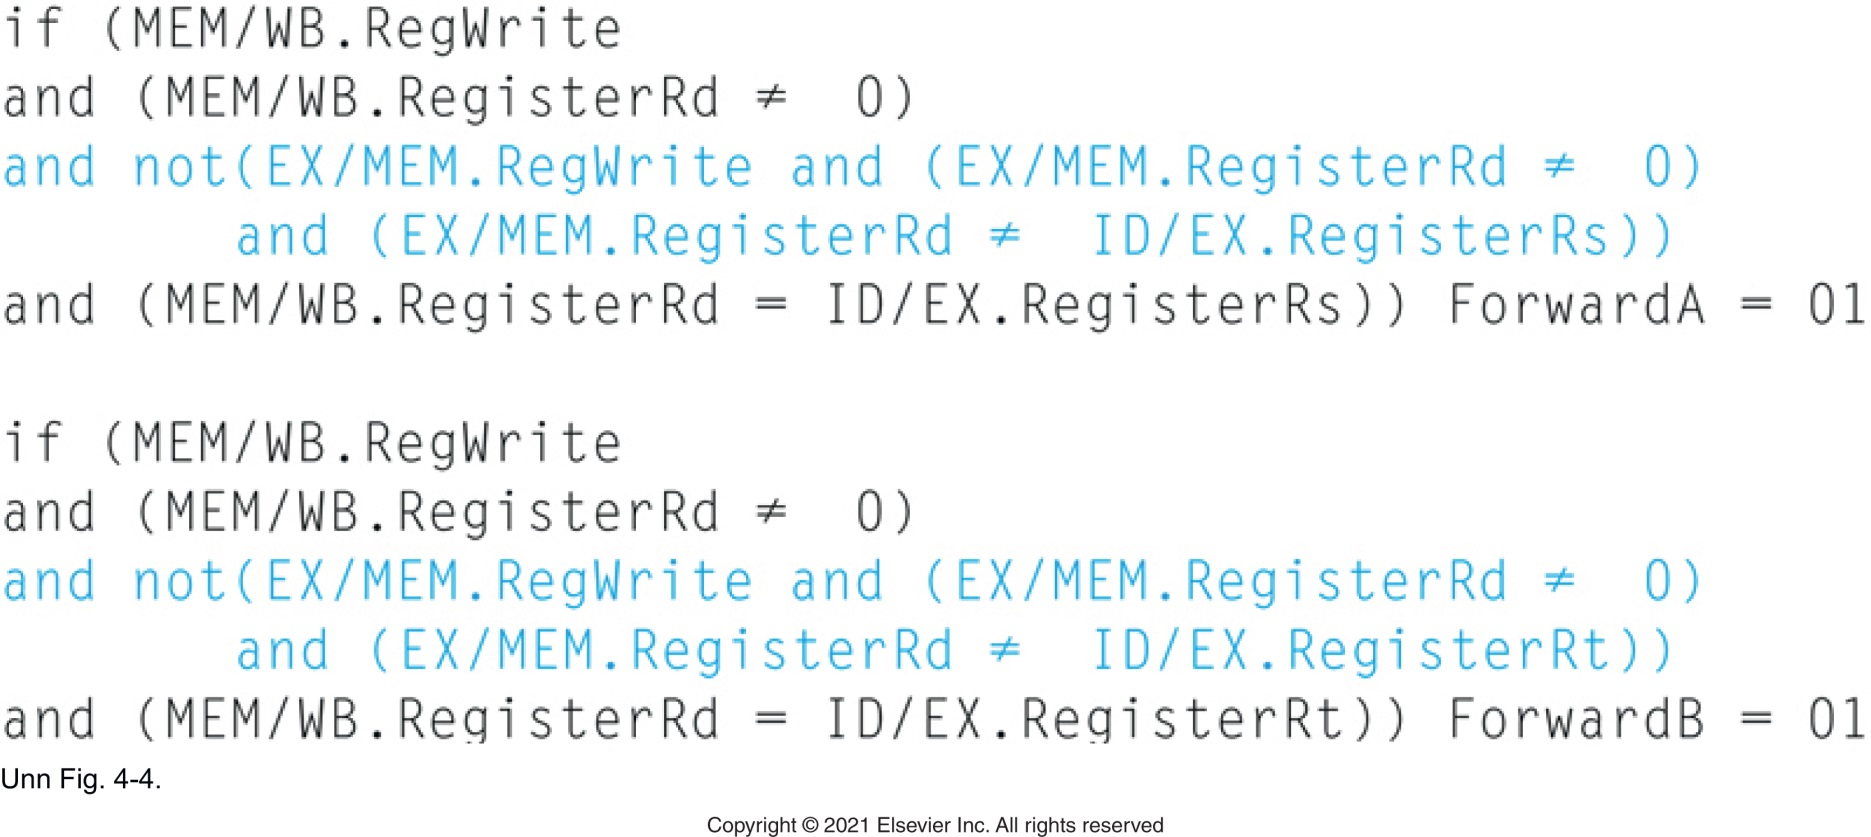 if (MEM/WB.RegWrite
and (MEM/WB.RegisterRd ≠ 0)
and not(EX/MEM.RegWrite and (EX/MEM.RegisterRd ≠ 0)
and (EX/MEM.RegisterRd ≠ ID/EX.RegisterRs))
and (MEM/WB.RegisterRd = ID/EX.RegisterRs)) ForwardA = 01
if (MEM/WB.RegWrite
and (MEM/WB.RegisterRd ≠ 0)
and not(EX/MEM.RegWrite and (EX/MEM.RegisterRd ≠ 0)
and (EX/MEM.RegisterRd ≠ ID/EX.RegisterRt))
and (MEM/WB.RegisterRd = ID/EX.RegisterRt)) ForwardB = 01
Unn Fig. 4-4.
Copyright © 2021 Elsevier Inc. All rights reserved